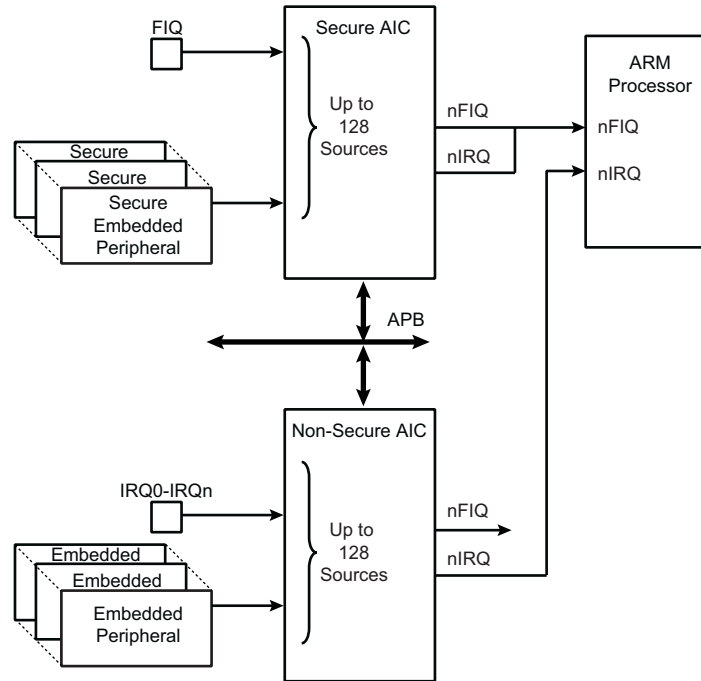 FIQ
Secure AIC
ARM
Processor
Up to
128
Sources
nFIQ
nIRQ
nFIQ
nIRQ
Secure
Secure
Secure
Embedded
Peripheral
APB
Non-Secure AIC
IRQ0-IRQn
Up to
128
Sources
nFIQ
nIRQ
Embedded
Embedded
Embedded
Peripheral